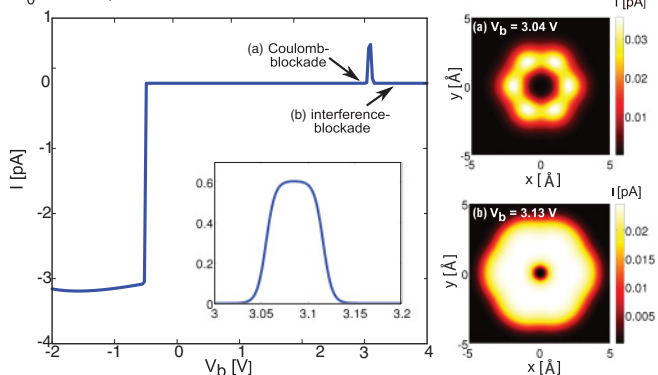 1
0
-1
-2
-3
-4
I [pA]
-2
-1
0
1
2
3
4
V_b [V]
(a) Coulomb-
blockade
(b) interference-
blockade
0.6
0.4
0.2
0
3
3.05
3.1
3.15
3.2
[pA]
(a) V_b = 3.04 V
5
0
-5
y [Å]
-5
0
5
x [Å]
0.03
0.02
0.01
I [pA]
(b) V_b = 3.13 V
5
0
-5
y [Å]
-5
0
5
x [Å]
0.02
0.015
0.01
0.005